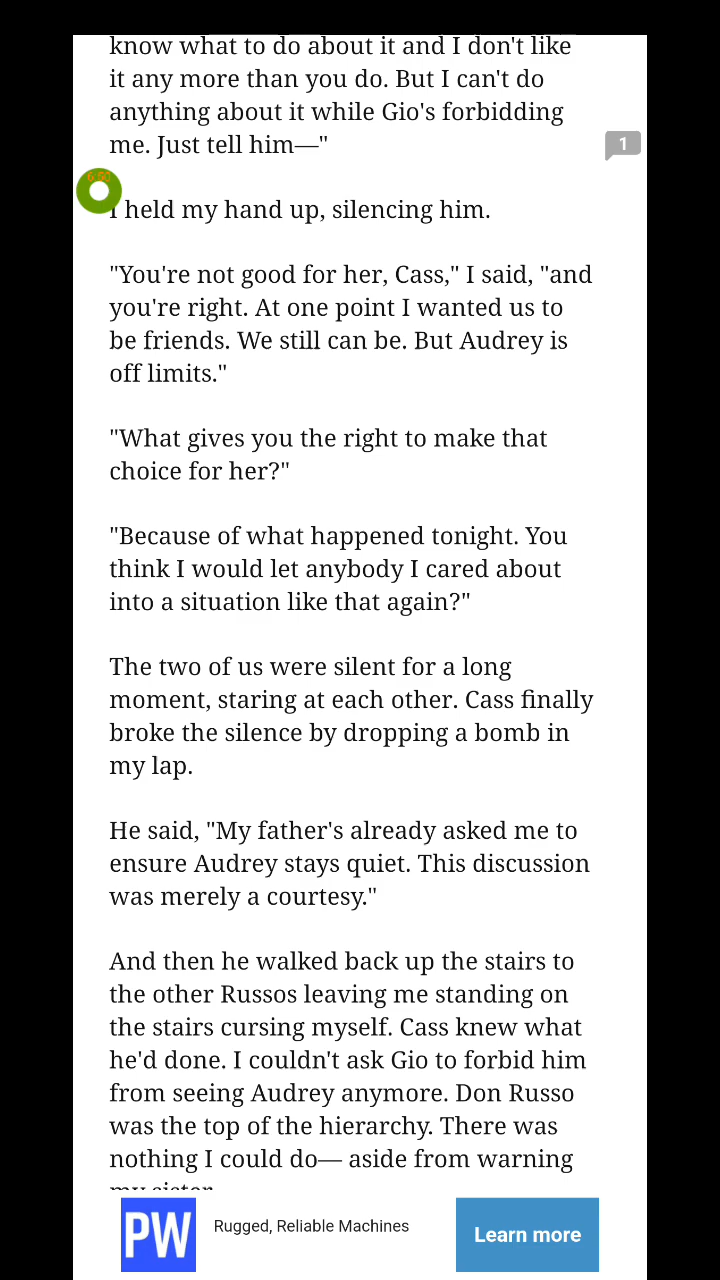 know what to do about it and I don't like
it any more than you do. But I can't do
anything about it while Gio's forbidding
me. Just tell him—"
1
6:50
I held my hand up, silencing him.
"You're not good for her, Cass," I said, "and
you're right. At one point I wanted us to
be friends. We still can be. But Audrey is
off limits."
"What gives you the right to make that
choice for her?"
"Because of what happened tonight. You
think I would let anybody I cared about
into a situation like that again?"
The two of us were silent for a long
moment, staring at each other. Cass finally
broke the silence by dropping a bomb in
my lap.
He said, "My father's already asked me to
ensure Audrey stays quiet. This discussion
was merely a courtesy."
And then he walked back up the stairs to
the other Russos leaving me standing on
the stairs cursing myself. Cass knew what
he'd done. I couldn't ask Gio to forbid him
from seeing Audrey anymore. Don Russo
was the top of the hierarchy. There was
nothing I could do— aside from warning
my sister
PW
Rugged, Reliable Machines
Learn more